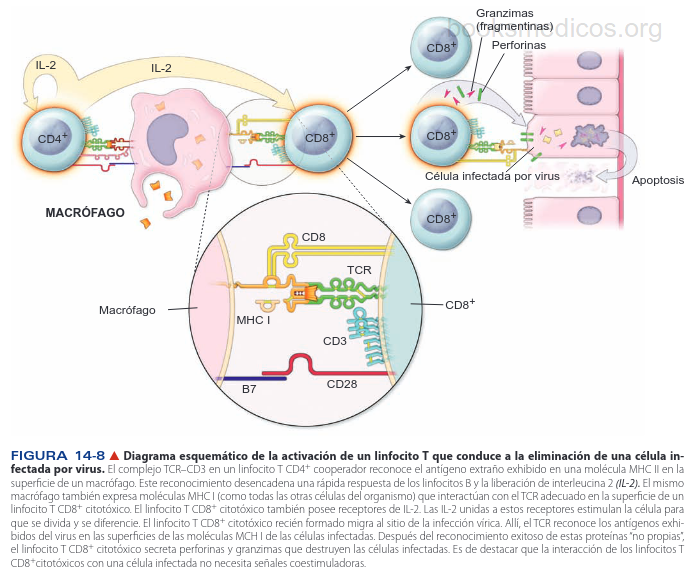 booksmedicos.org
Granzimas
(fragmentinas)
Perforinas
CD8+
IL-2
IL-2
CD4+
CD8+
CD8+
Célula infectada por virus
Apoptosis
MACRÓFAGO
CD8+
CD8
TCR
Macrófago
CD8+
MHC I
CD3
B7
CD28
FIGURA 14-8 ▲ Diagrama esquemático de la activación de un linfocito T que conduce a la eliminación de una célula in-
fectada por virus. El complejo TCR–CD3 en un linfocito T CD4+ cooperador reconoce el antígeno extraño exhibido en una molécula MHC II en la
superficie de un macrófago. Este reconocimiento desencadena una rápida respuesta de los linfocitos B y la liberación de interleucina 2 (IL-2). El mismo
macrófago también expresa moléculas MHC I (como todas las otras células del organismo) que interactúan con el TCR adecuado en la superficie de un
linfocito T CD8+ citotóxico. El linfocito T CD8+ citotóxico también posee receptores de IL-2. Las IL-2 unidas a estos receptores estimulan la célula para
que se divida y se diferencie. El linfocito T CD8+ citotóxico recién formado migra al sitio de la infección vírica. Allí, el TCR reconoce los antígenos exhi-
bidos del virus en las superficies de las moléculas MCH I de las células infectadas. Después del reconocimiento exitoso de estas proteínas "no propias",
el linfocito T CD8+ citotóxico secreta perforinas y granzimas que destruyen las células infectadas. Es de destacar que la interacción de los linfocitos T
CD8+citotóxicos con una célula infectada no necesita señales coestimuladoras.